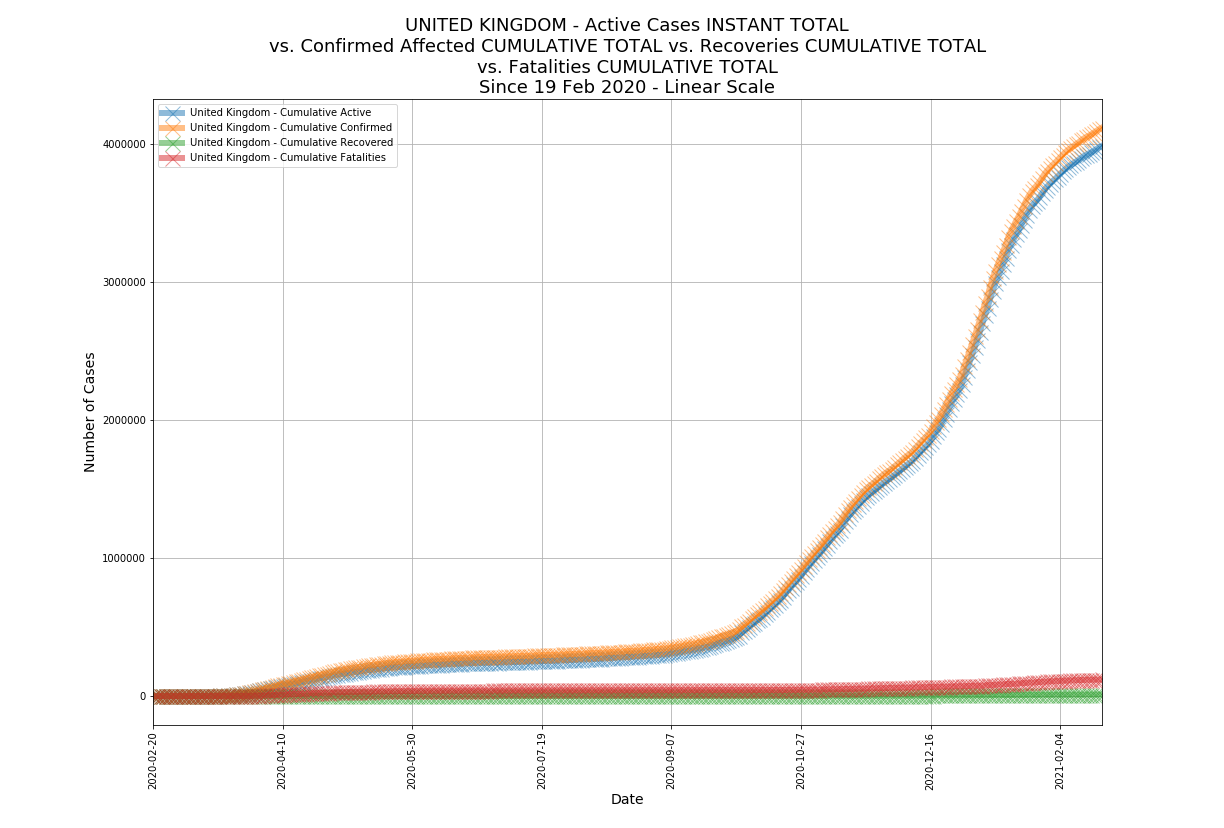 UNITED KINGDOM - Active Cases INSTANT TOTAL
vs. Confirmed Affected CUMULATIVE TOTAL vs. Recoveries CUMULATIVE TOTAL
vs. Fatalities CUMULATIVE TOTAL
Since 19 Feb 2020 - Linear Scale
United Kingdom - Cumulative Active
United Kingdom - Cumulative Confirmed
United Kingdom - Cumulative Recovered
United Kingdom - Cumulative Fatalities
4000000
3000000
2000000
1000000
0
Number of Cases
2020-02-20
2020-04-10
2020-05-30
2020-07-19
2020-09-07
2020-10-27
2020-12-16
2021-02-04
Date